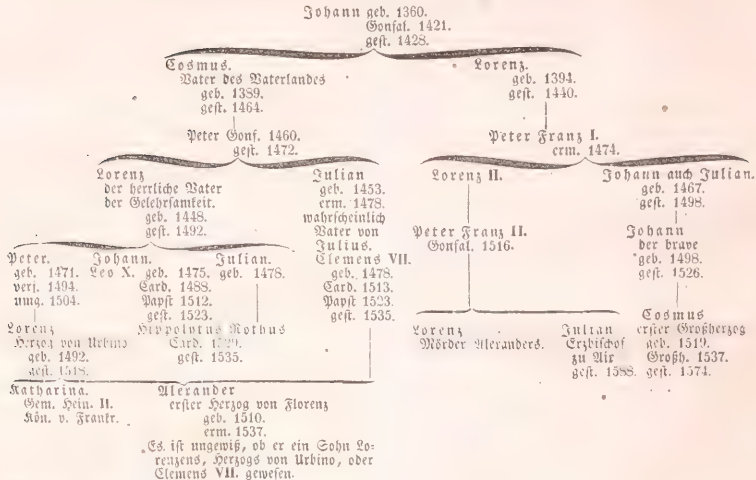 Johann geb. 1360.
Gonfal. 1421.
gest. 1428.
Cosmus.
Vater des Vaterlandes
geb. 1389.
gest. 1464.
Lorenz.
geb. 1394.
gest. 1440.
Peter Gonf. 1460.
gest. 1472.
Peter Franz I.
erm. 1474.
Lorenz
der herrliche Vater
der Gelehrsamkeit.
geb. 1448.
gest. 1492.
Julian
geb. 1453.
erm. 1478.
wahrscheinlich
Vater von
Julius.
Clemens VII.
geb. 1478.
Card. 1513.
Papst 1523.
gest. 1535.
Lorenz II.
Johann auch Julian.
geb. 1467.
gest. 1498.
Peter Franz II.
Gonfal. 1516.
Johann
der brave
geb. 1498.
gest. 1526.
Peter.
geb. 1471.
verj. 1494.
umg. 1504.
Johann.
Leo X. geb. 1475.
Card. 1488.
Papst 1512.
gest. 1523.
Julian.
geb. 1478.
Lorenz
Herzog von Urbino
geb. 1492.
gest. 1518.
Hippolytus Rothus
Card. 1529.
gest. 1535.
Lorenz
Mörder Alexanders.
Julian
Erzbischof
zu Air
gest. 1588.
Cosmus
erster Großherzog
geb. 1519.
Großh. 1537.
gest. 1574.
Katharina.
Gem. Hein. II.
Kön. v. Frankr.
Alexander
erster Herzog von Florenz
geb. 1510.
erm. 1537.
Es ist ungewiß, ob er ein Sohn Lo-
renzens, Herzogs von Urbino, oder
Clemens VII. gewesen.